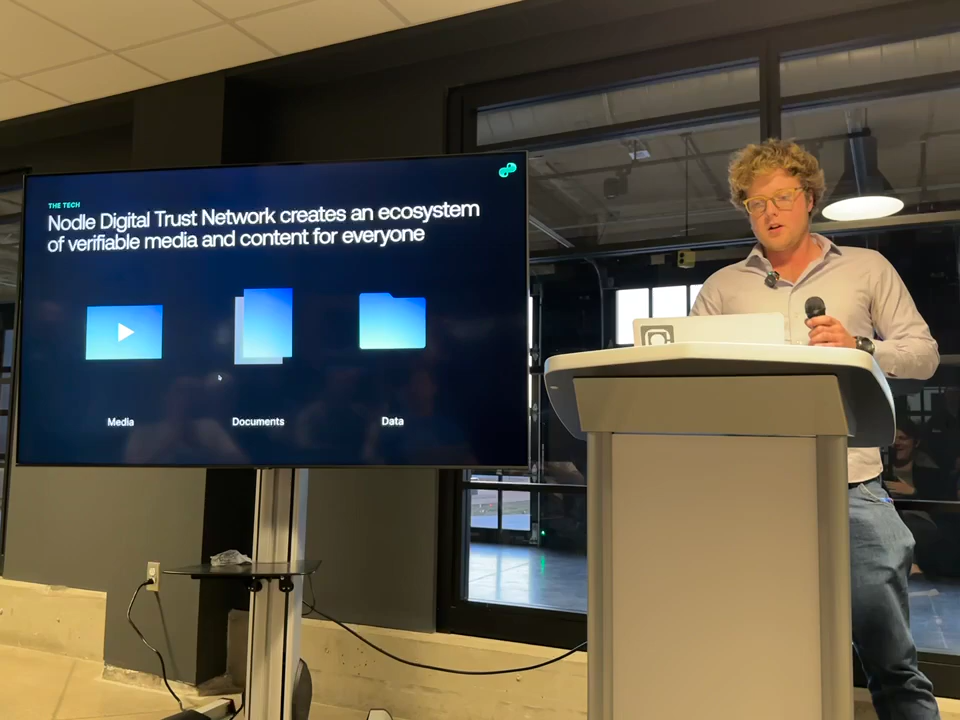 THE TECH
Nodle Digital Trust Network creates an ecosystem
of verifiable media and content for everyone
Media
Documents
Data